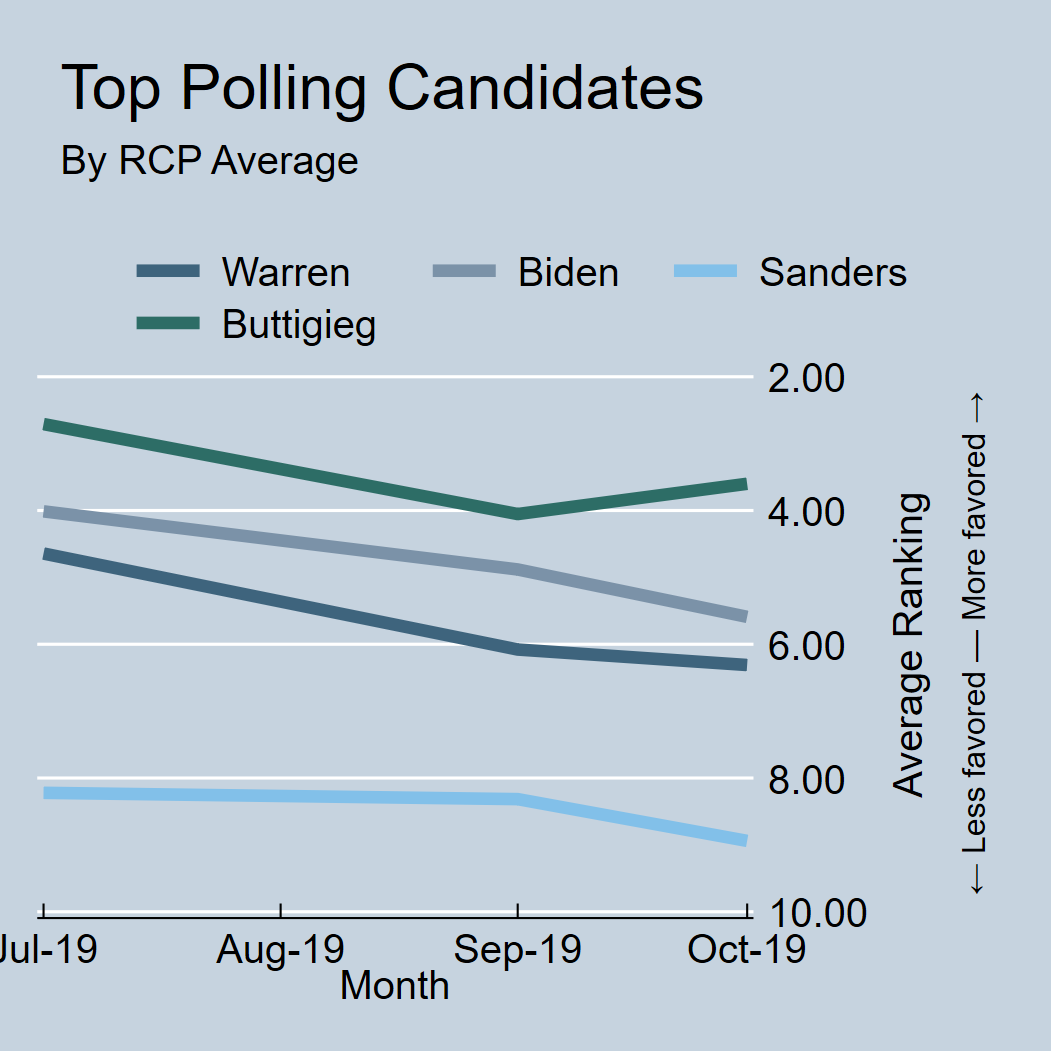 Top Polling Candidates
By RCP Average
Warren Biden Sanders
Buttigieg
2.00
4.00
6.00
8.00
10.00
Average Ranking
← Less favored — More favored →
Jul-19 Aug-19 Sep-19 Oct-19
Month